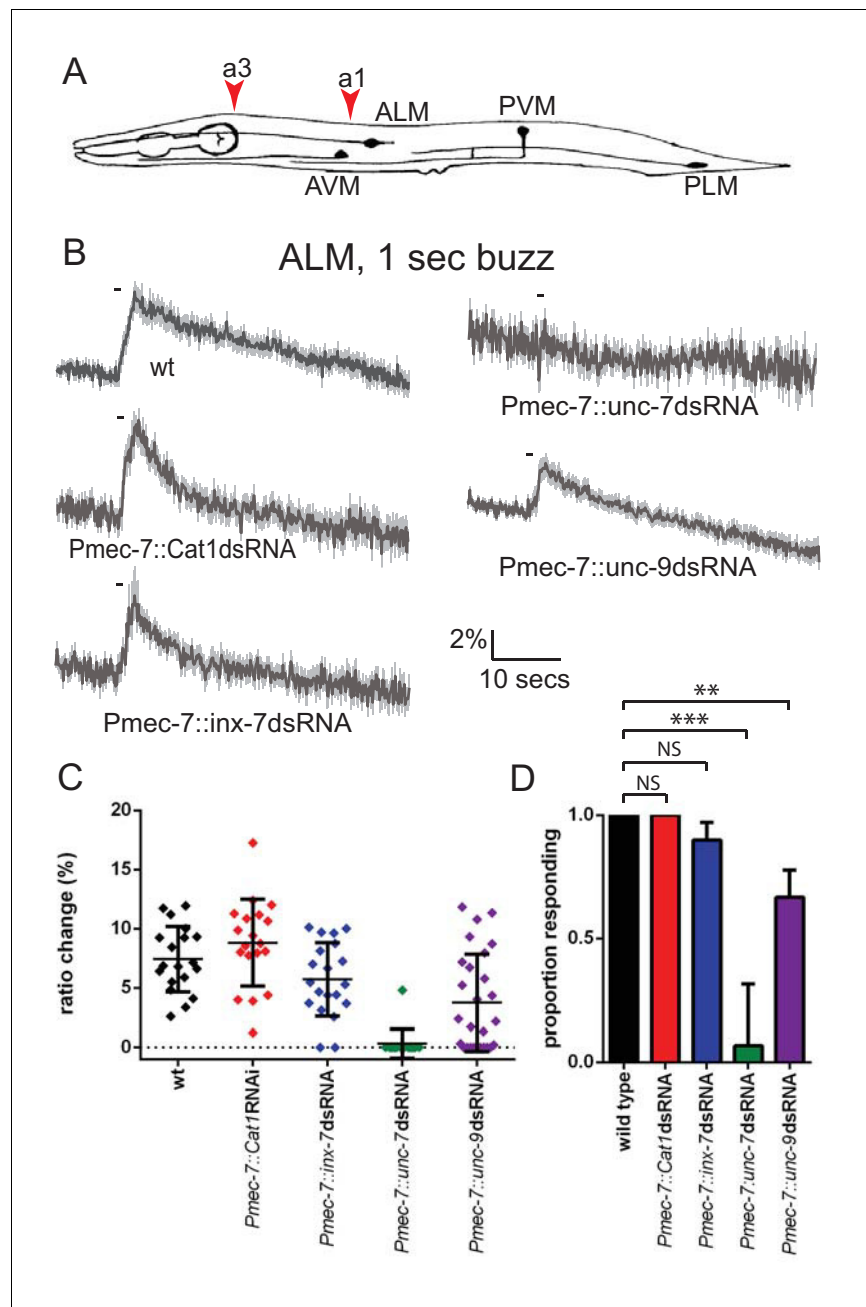 A
a3
a1
ALM
PVM
AVM
PLM
B
ALM, 1 sec buzz
wt
Pmec-7::unc-7dsRNA
Pmec-7::Cat1dsRNA
Pmec-7::unc-9dsRNA
Pmec-7::inx-7dsRNA
2%
10 secs
C
ratio change (%)
20
15
10
5
0
wt
Pmec-7::Cat1RNAi
Pmec-7::inx-7dsRNA
Pmec-7::unc-7dsRNA
Pmec-7::unc-9dsRNA
D
**
***
NS
NS
proportion responding
1.0
0.5
0.0
wild type
Pmec-7::Cat1dsRNA
Pmec-7::inx-7dsRNA
Pmec-7:unc-7dsRNA
Pmec-7::unc-9dsRNA